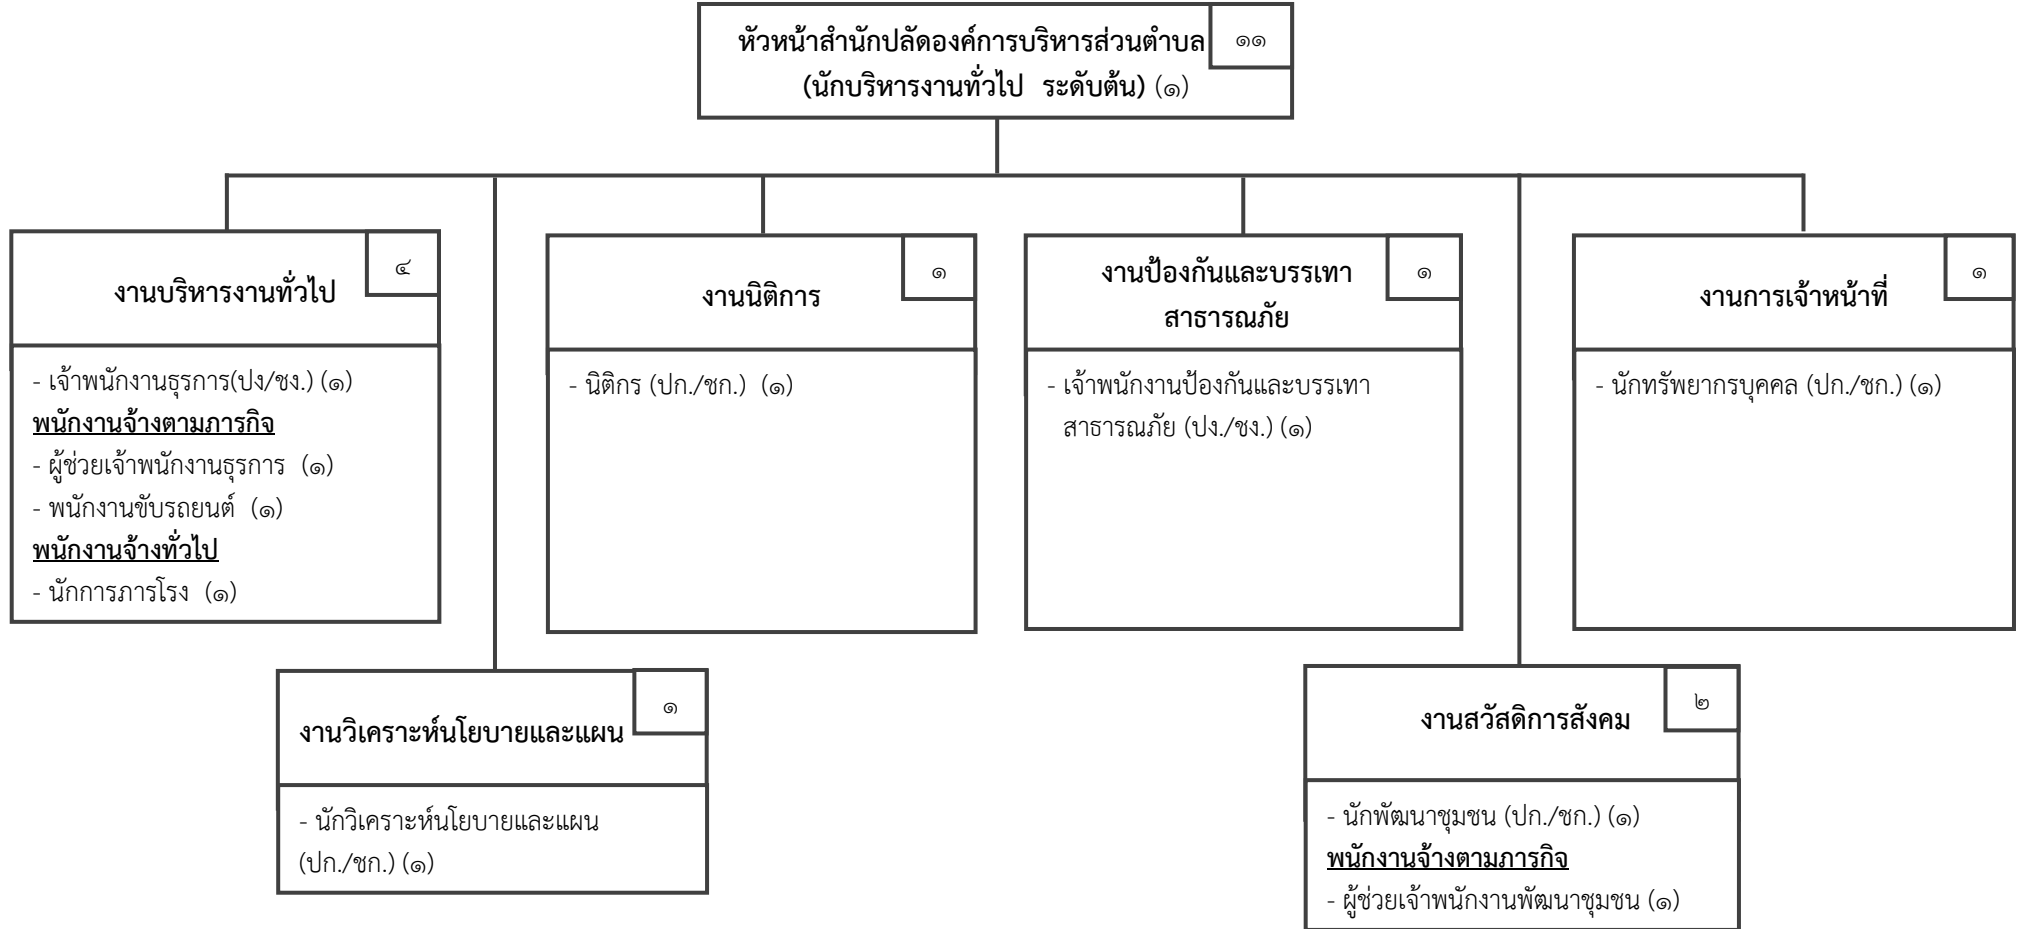 หัวหน้าสำนักปลัดองค์การบริหารส่วนตำบล
(นักบริหารงานทั่วไป ระดับต้น) (๑)
๑๑
งานบริหารงานทั่วไป
๔
- เจ้าพนักงานธุรการ(ปง/ชง.) (๑)
พนักงานจ้างตามภารกิจ
- ผู้ช่วยเจ้าพนักงานธุรการ (๑)
- พนักงานขับรถยนต์ (๑)
พนักงานจ้างทั่วไป
- นักการภารโรง (๑)
งานนิติการ
๑
- นิติกร (ปก./ชก.) (๑)
งานป้องกันและบรรเทา
สาธารณภัย
๑
- เจ้าพนักงานป้องกันและบรรเทา
สาธารณภัย (ปง./ชง.) (๑)
งานการเจ้าหน้าที่
๑
- นักทรัพยากรบุคคล (ปก./ชก.) (๑)
งานวิเคราะห์นโยบายและแผน
๑
- นักวิเคราะห์นโยบายและแผน
(ปก./ชก.) (๑)
งานสวัสดิการสังคม
๒
- นักพัฒนาชุมชน (ปก./ชก.) (๑)
พนักงานจ้างตามภารกิจ
- ผู้ช่วยเจ้าพนักงานพัฒนาชุมชน (๑)